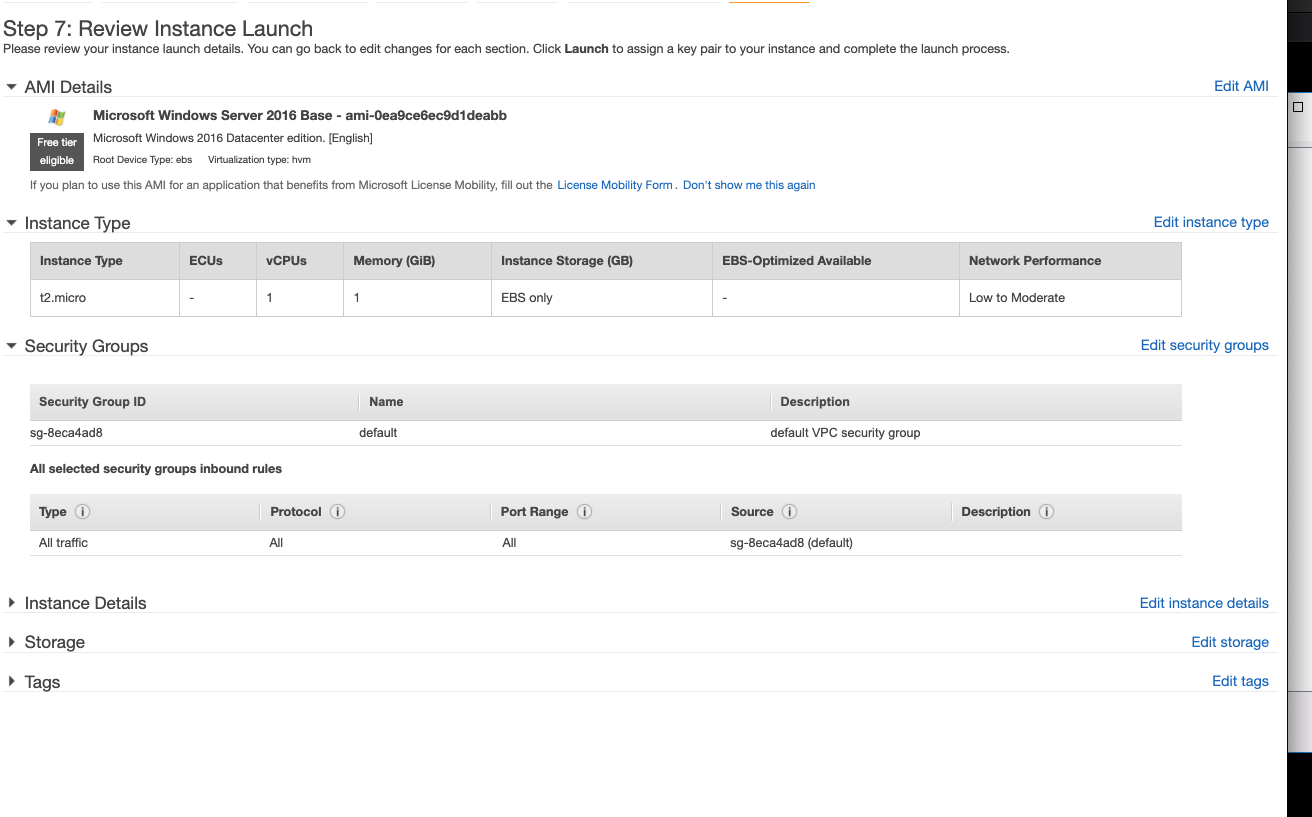 Step 7: Review Instance Launch
Please review your instance launch details. You can go back to edit changes for each section. Click Launch to assign a key pair to your instance and complete the launch process.
AMI Details Edit AMI
Microsoft Windows Server 2016 Base - ami-0ea9ce6ec9d1deabb
Free tier eligible
Microsoft Windows 2016 Datacenter edition. [English]
Root Device Type: ebs Virtualization type: hvm
If you plan to use this AMI for an application that benefits from Microsoft License Mobility, fill out the License Mobility Form . Don't show me this again
Instance Type Edit instance type
Instance Type ECUs vCPUs Memory (GiB) Instance Storage (GB) EBS-Optimized Available Network Performance
t2.micro - 1 1 EBS only - Low to Moderate
Security Groups Edit security groups
Security Group ID Name Description
sg-8eca4ad8 default default VPC security group
All selected security groups inbound rules
Type i Protocol i Port Range i Source i Description i
All traffic All All sg-8eca4ad8 (default)
Instance Details Edit instance details
Storage Edit storage
Tags Edit tags